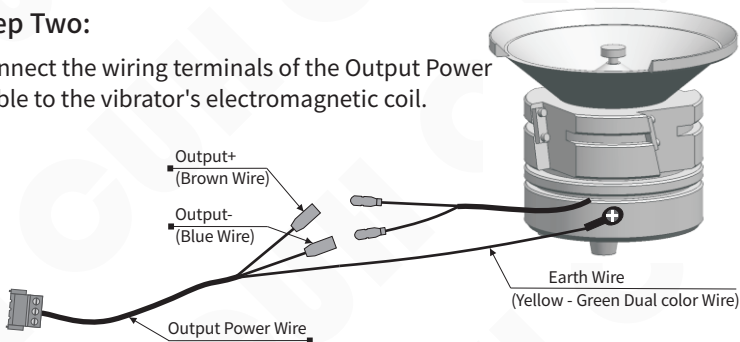 ep Two:
nnect the wiring terminals of the Output Power
ble to the vibrator's electromagnetic coil.
Output+
(Brown Wire)
Output-
(Blue Wire)
Earth Wire
(Yellow - Green Dual color Wire)
Output Power Wire